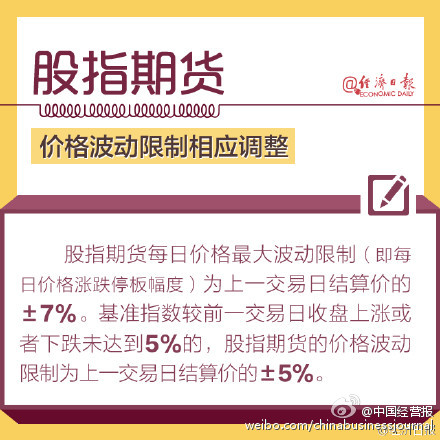 股指期货
@经济日报
ECONOMIC DAILY
价格波动限制相应调整
股指期货每日价格最大波动限制（即每
日价格涨跌停板幅度）为上一交易日结算价的
±7%。基准指数较前一交易日收盘上涨或
者下跌未达到5%的，股指期货的价格波动
限制为上一交易日结算价的±5%。
@中国经营报
weibo.com/chinabusinessjournal